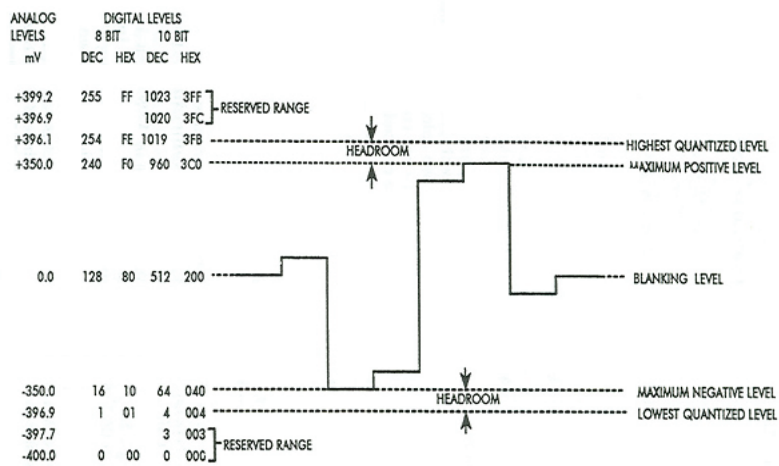 ANALOG DIGITAL LEVELS
LEVELS 8 BIT 10 BIT
mV DEC HEX DEC HEX
+399.2 255 FF 1023 3FF
RESERVED RANGE
+396.9 1020 3FC
+396.1 254 FE 1019 3FB HIGHEST QUANTIZED LEVEL
HEADROOM
+350.0 240 F0 960 3C0 MAXIMUM POSITIVE LEVEL
0.0 128 80 512 200 BLANKING LEVEL
-350.0 16 10 64 040 MAXIMUM NEGATIVE LEVEL
HEADROOM
-396.9 1 01 4 004 LOWEST QUANTIZED LEVEL
-397.7 3 003
RESERVED RANGE
-400.0 0 00 0 000